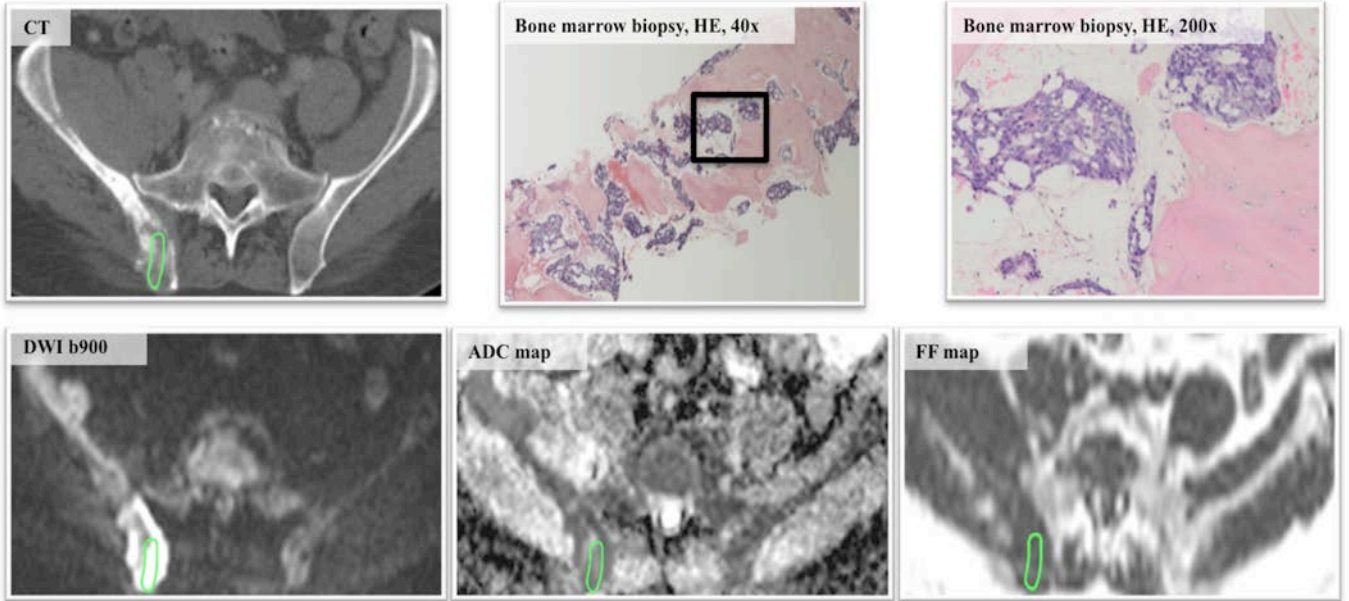 CT
Bone marrow biopsy, HE, 40x
Bone marrow biopsy, HE, 200x
DWI b900
ADC map
FF map